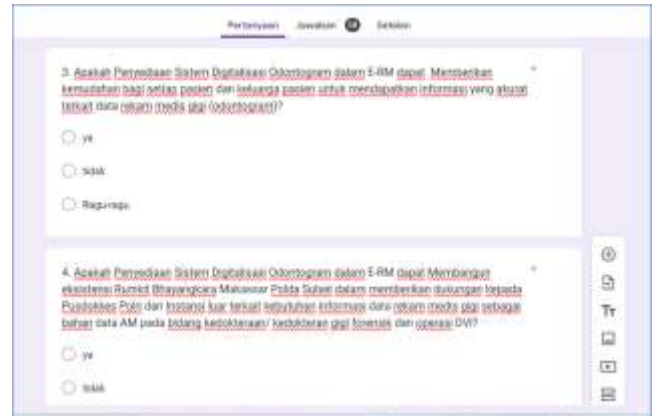 Pertanyaan Jawaban Setelan
3. Apakah Penyediaan Sistem Digitalisasi Odontogram dalam E-RM dapat Memberikan *
kemudahan bagi setiap pasien dan keluarga pasien untuk mendapatkan informasi yang akurat
terkait data rekam medis gigi (odontogram)?
ya
tidak
Ragu-ragu
4. Apakah Penyediaan Sistem Digitalisasi Odontogram dalam E-RM dapat Membangun *
eksistensi Rumkit Bhayangkara Makassar Polda Sulsel dalam memberikan dukungan kepada
Pusdokkes Polri dan Instansi luar terkait kebutuhan informasi data rekam medis gigi sebagai
bahan data AM pada bidang kedokteraan/ kedokteran gigi forensik dan operasi DVI?
ya
tidak
Tт